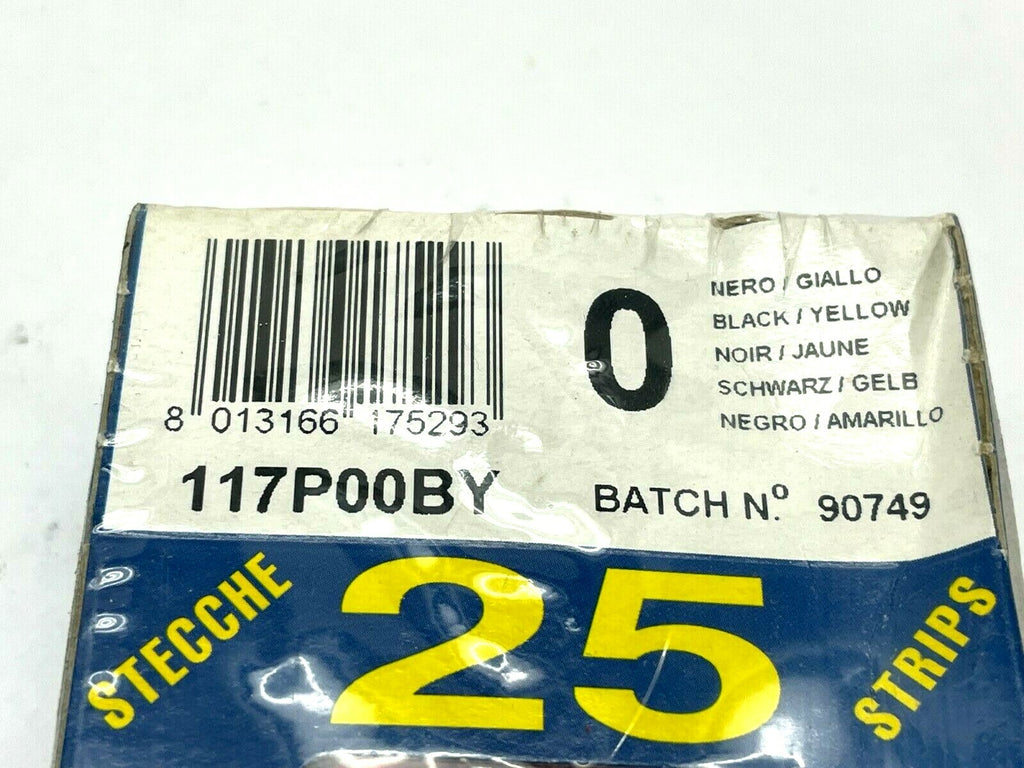 8 013166 175293
0
NERO / GIALLO
BLACK / YELLOW
NOIR / JAUNE
SCHWARZ / GELB
NEGRO / AMARILLO
117P00BY
BATCH N.º 90749
STECCHE
25
STRIPS